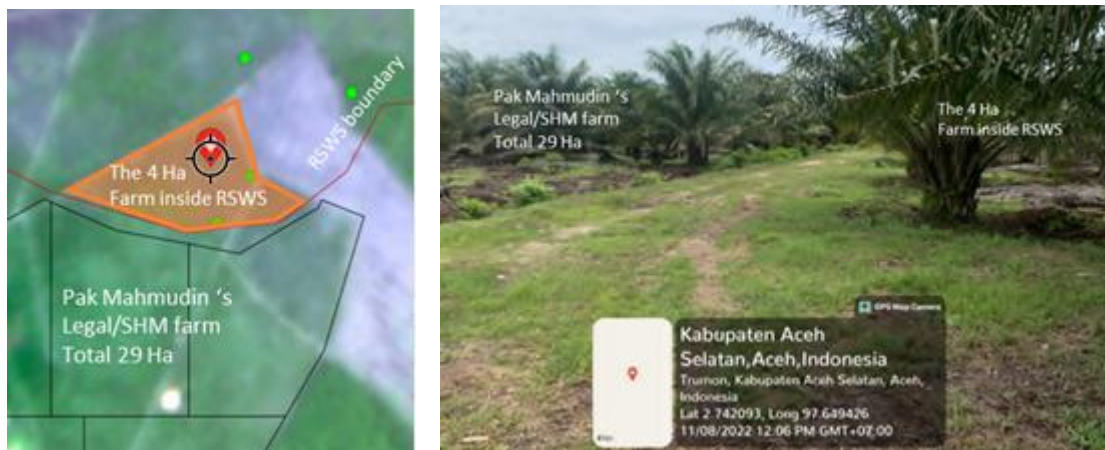 The 4 Ha
Farm inside RSWS
RSWS boundary
Pak Mahmudin 's
Legal/SHM farm
Total 29 Ha
Pak Mahmudin 's
Legal/SHM farm
Total 29 Ha
The 4 Ha
Farm inside RSWS
GPS Map Camera
Kabupaten Aceh
Selatan,Aceh,Indonesia
Trumon, Kabupaten Aceh Selatan, Aceh,
Indonesia
Lat 2.742093, Long 97.649426
11/08/2022 12:06 PM GMT+07:00